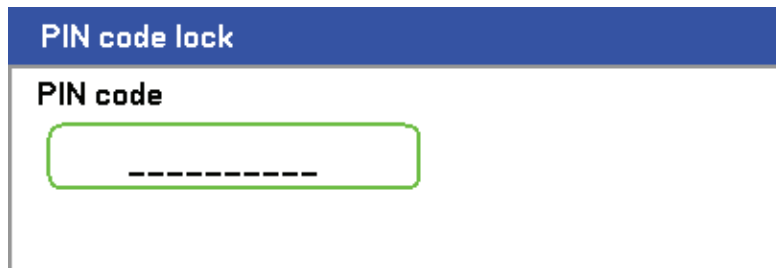 PIN code lock
PIN code
_ _ _ _ _ _ _ _ _ _